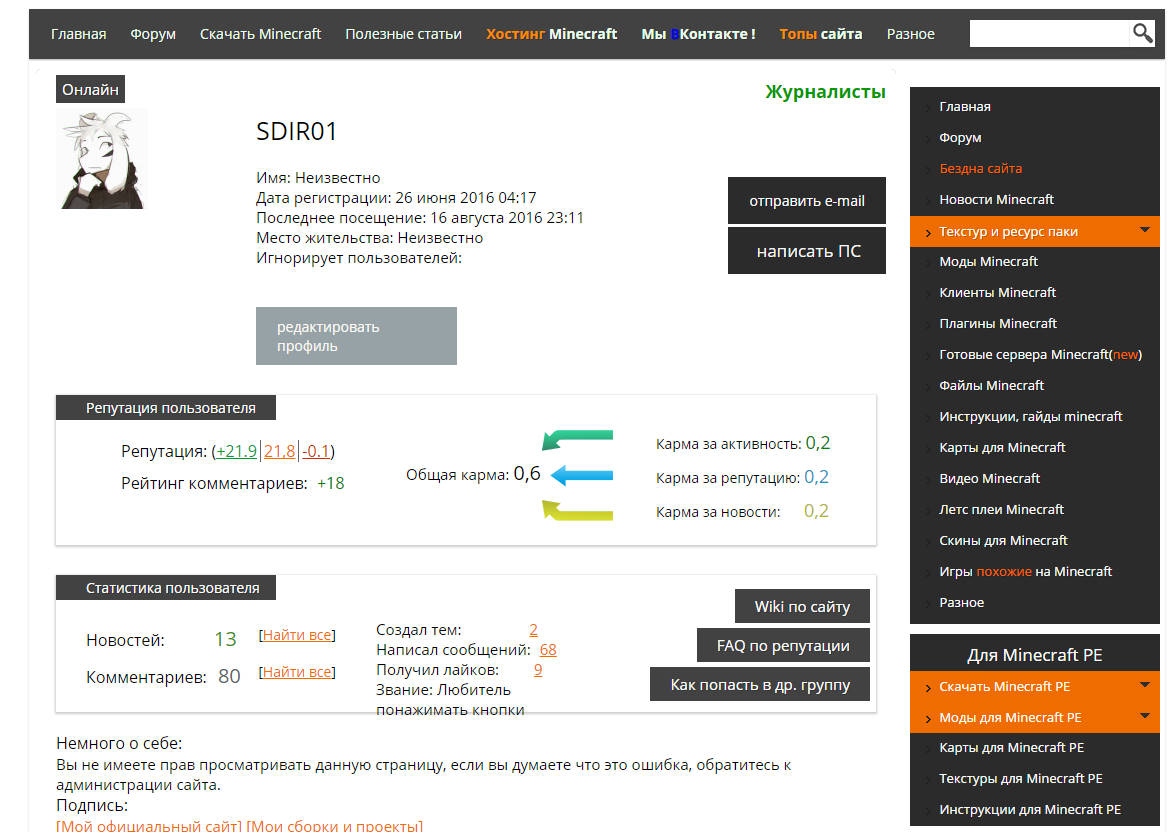 Главная Форум Скачать Minecraft Полезные статьи Хостинг Minecraft Мы ВКонтакте ! Топы сайта Разное
Онлайн
Журналисты
SDIR01
Имя: Неизвестно
Дата регистрации: 26 июня 2016 04:17
Последнее посещение: 16 августа 2016 23:11
Место жительства: Неизвестно
Игнорирует пользователей:
отправить e-mail
написать ПС
редактировать
профиль
Репутация пользователя
Репутация: (+21.9|21,8|-0.1)
Рейтинг комментариев: +18
Общая карма: 0,6
Карма за активность: 0,2
Карма за репутацию: 0,2
Карма за новости: 0,2
Статистика пользователя
Новостей: 13 [Найти все]
Комментариев: 80 [Найти все]
Создал тем: 2
Написал сообщений: 68
Получил лайков: 9
Звание: Любитель
понажимать кнопки
Wiki по сайту
FAQ по репутации
Как попасть в др. группу
Немного о себе:
Вы не имеете прав просматривать данную страницу, если вы думаете что это ошибка, обратитесь к
администрации сайта.
Подпись:
[Мой официальный сайт] [Мои сборки и проекты]
Главная
Форум
Бездна сайта
Новости Minecraft
Текстур и ресурс паки
Моды Minecraft
Клиенты Minecraft
Плагины Minecraft
Готовые сервера Minecraft(new)
Файлы Minecraft
Инструкции, гайды minecraft
Карты для Minecraft
Видео Minecraft
Летс плеи Minecraft
Скины для Minecraft
Игры похожие на Minecraft
Разное
Для Minecraft PE
Скачать Minecraft PE
Моды для Minecraft PE
Карты для Minecraft PE
Текстуры для Minecraft PE
Инструкции для Minecraft PE